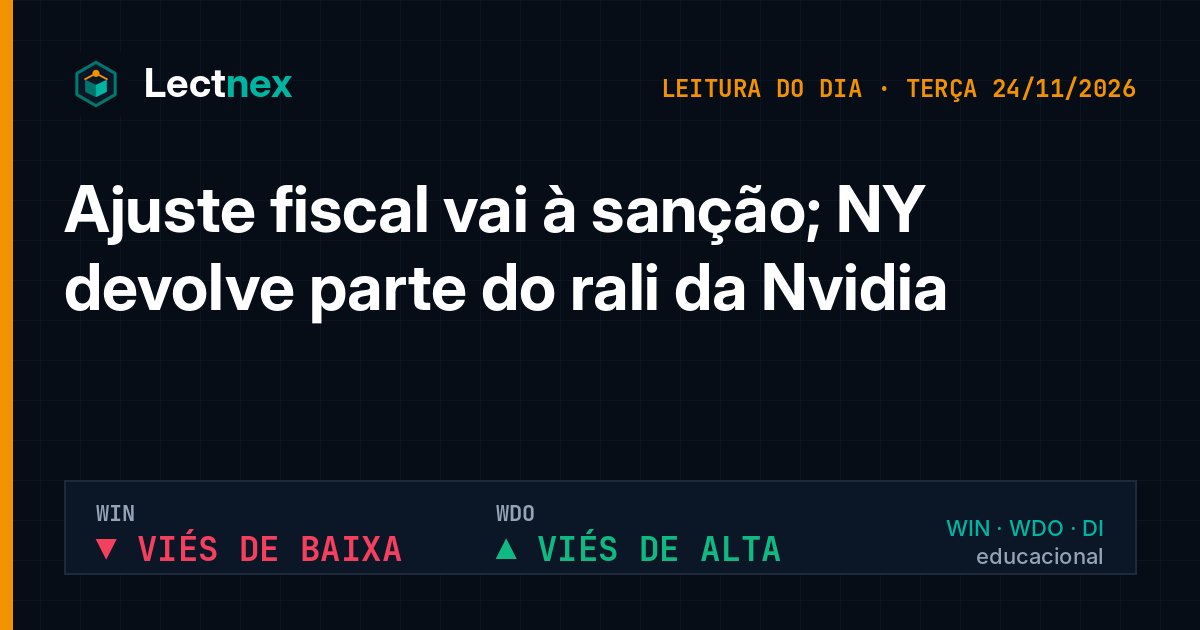 Lectnex
LEITURA DO DIA · TERÇA 24/11/2026
Ajuste fiscal vai à sanção; NY
devolve parte do rali da Nvidia
WIN
▼ VIÉS DE BAIXA
WDO
▲ VIÉS DE ALTA
WIN · WDO · DI
educacional